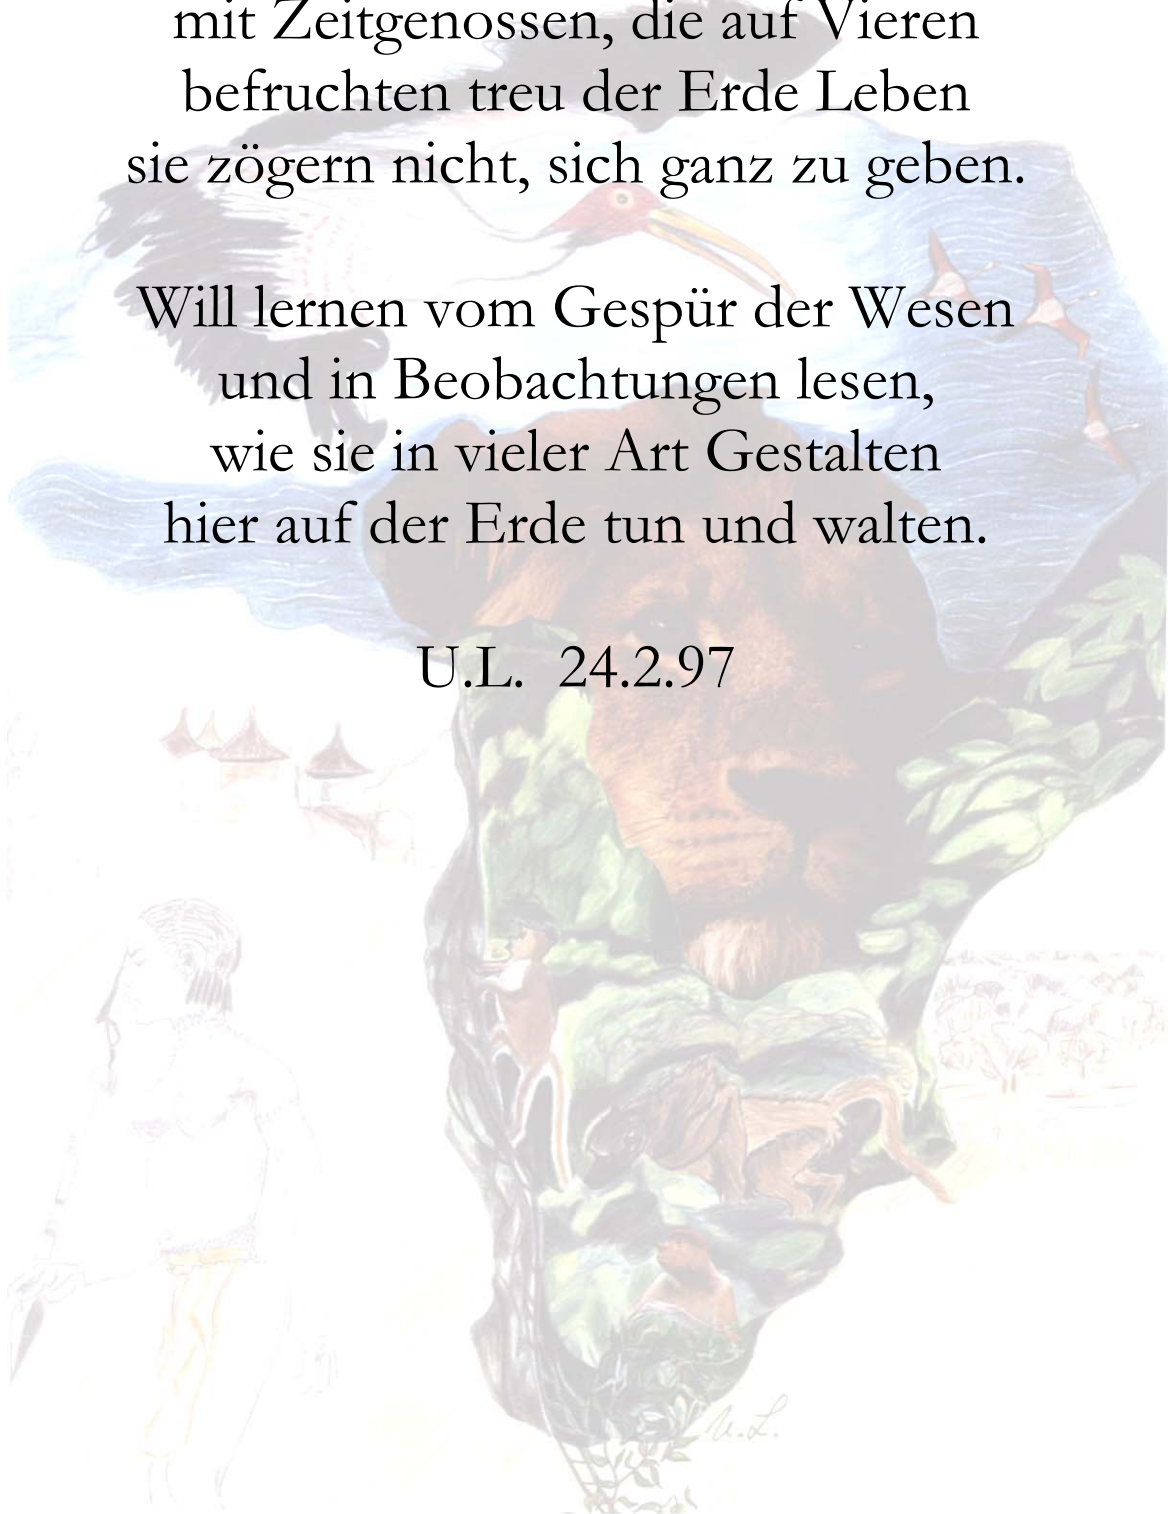 mit Zeitgenossen, die auf Vieren
befruchten treu der Erde Leben
sie zögern nicht, sich ganz zu geben.
Will lernen vom Gespür der Wesen
und in Beobachtungen lesen,
wie sie in vieler Art Gestalten
hier auf der Erde tun und walten.
U.L. 24.2.97
U.L.